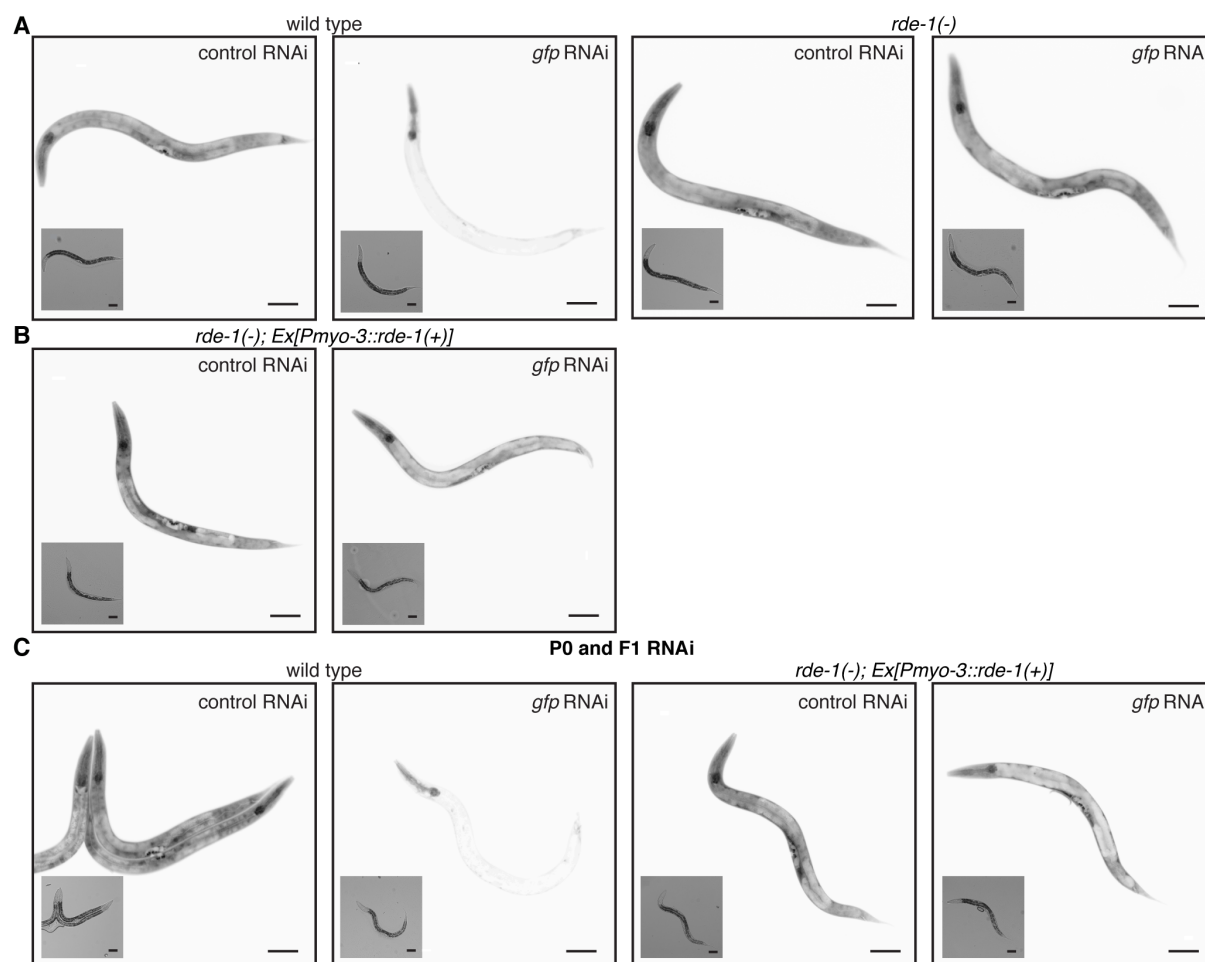 A
wild type
rde-1(-)
control RNAi
gfp RNAi
control RNAi
gfp RNA
B
rde-1(-); Ex[Pmyo-3::rde-1(+)]
control RNAi
gfp RNAi
C
P0 and F1 RNAi
wild type
rde-1(-); Ex[Pmyo-3::rde-1(+)]
control RNAi
gfp RNAi
control RNAi
gfp RNA